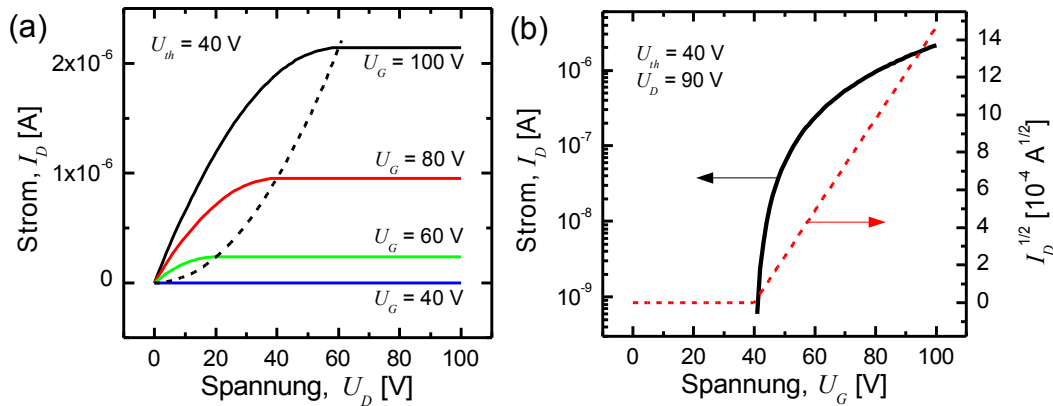 (a)
U_th = 40 V
U_G = 100 V
U_G = 80 V
U_G = 60 V
U_G = 40 V
2x10^-6
1x10^-6
0
Strom, I_D [A]
0 20 40 60 80 100
Spannung, U_D [V]
(b)
U_th = 40 V
U_D = 90 V
10^-6
10^-7
10^-8
10^-9
Strom, I_D [A]
14
12
10
8
6
4
2
0
I_D^1/2 [10^-4 A^1/2]
0 20 40 60 80 100
Spannung, U_G [V]